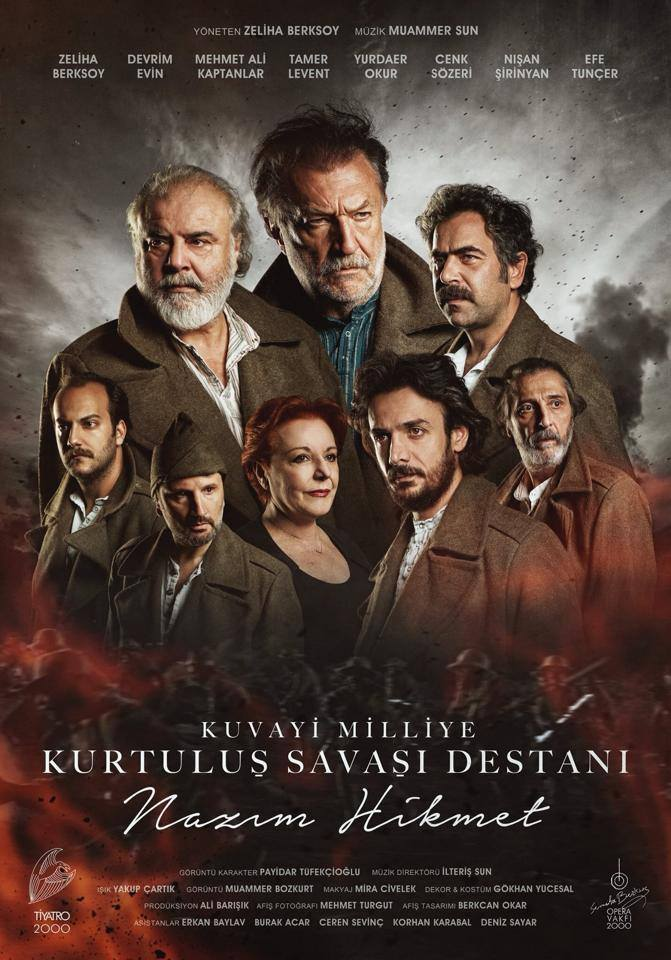 YÖNETEN ZELİHA BERKSOY MÜZİK MUAMMER SUN
ZELİHA BERKSOY
DEVRİM EVİN
MEHMET ALİ KAPTANLAR
TAMER LEVENT
YURDAER OKUR
CENK SÖZERİ
NIŞAN ŞİRİNYAN
EFE TUNÇER
KUVAYİ MİLLİYE
KURTULUŞ SAVAŞI DESTANI
Nazım Hikmet
GÖRÜNTÜ KARAKTER PAYİDAR TÜFEKÇİOĞLU MÜZİK DİREKTÖRÜ İLTERİŞ SUN
IŞIK YAKUP ÇARTIK GÖRÜNTÜ MUAMMER BOZKURT MAKYAJ MİRA CİVELEK DEKOR & KOSTÜM GÖKHAN YÜCESAL
PRODÜKSİYON ALİ BARIŞIK AFİŞ FOTOĞRAFI MEHMET TURGUT AFİŞ TASARIMI BERKCAN OKAR
ASİSTANLAR ERKAN BAYLAV BURAK ACAR CEREN SEVİNÇ KORHAN KARABAL DENİZ SAYAR
TİYATRO
2000
Semiha Berksoy
OPERA
VAKFI
2000